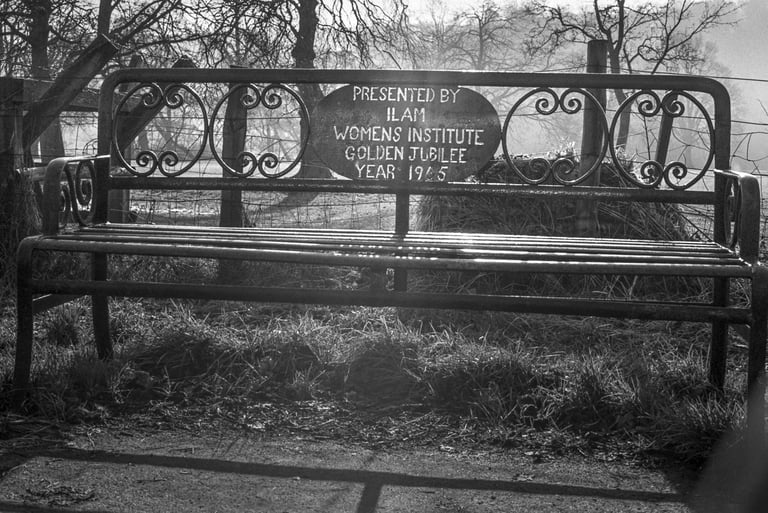 PRESENTED BY
ILAM
WOMENS INSTITUTE
GOLDEN JUBILEE
YEAR 1965